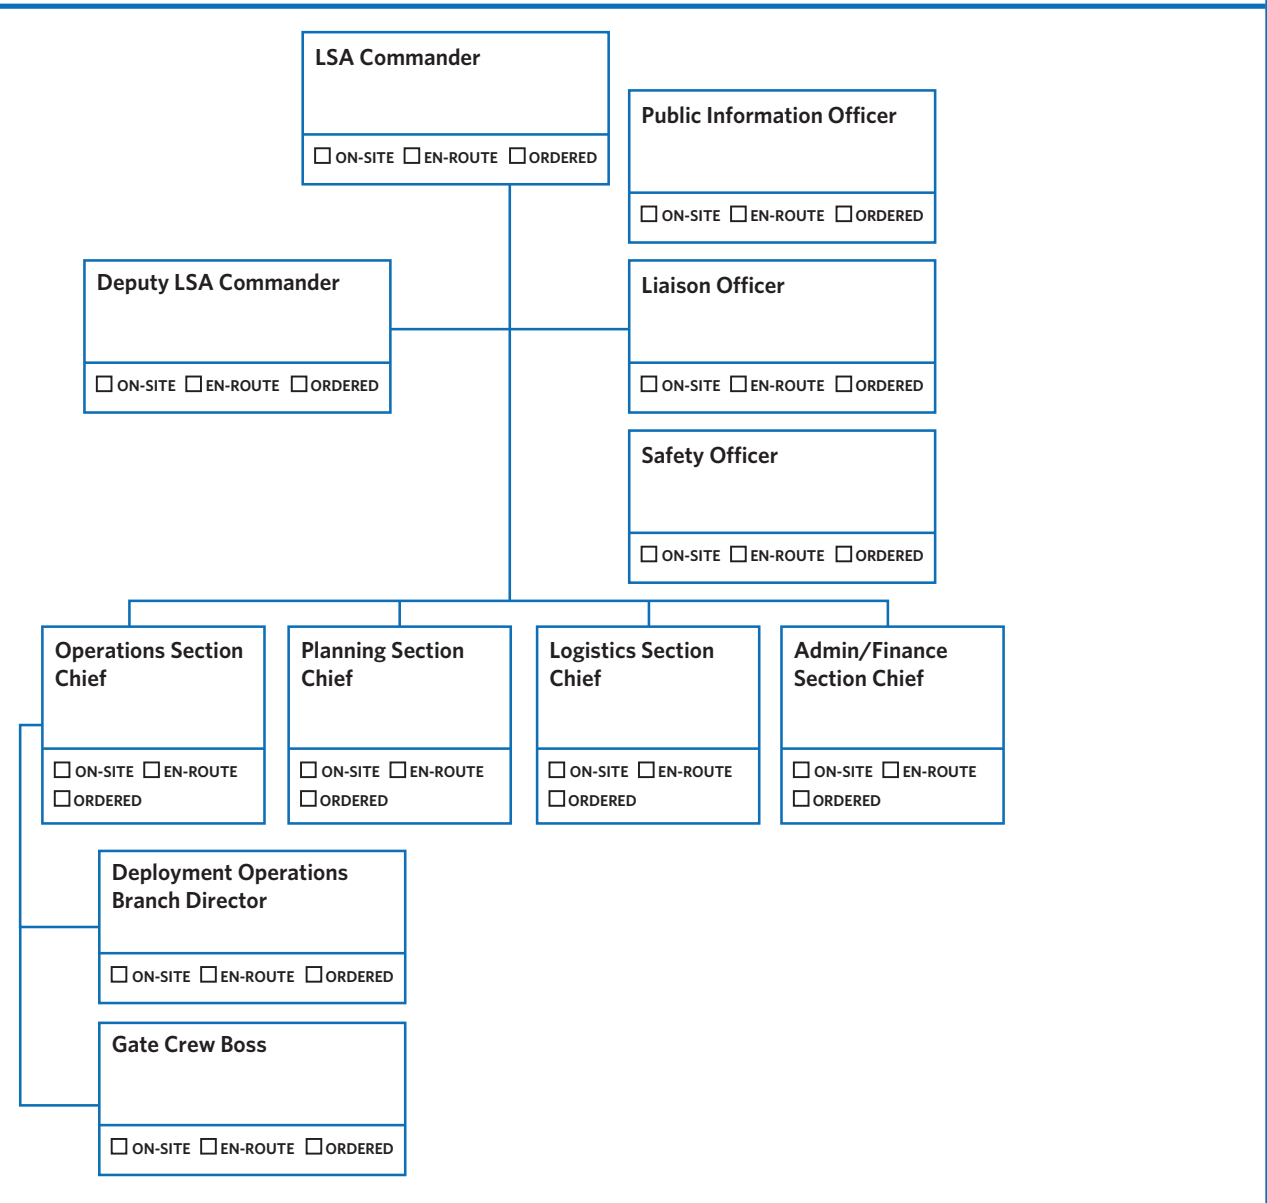 LSA Commander
☐ ON-SITE ☐ EN-ROUTE ☐ ORDERED
Public Information Officer
☐ ON-SITE ☐ EN-ROUTE ☐ ORDERED
Deputy LSA Commander
☐ ON-SITE ☐ EN-ROUTE ☐ ORDERED
Liaison Officer
☐ ON-SITE ☐ EN-ROUTE ☐ ORDERED
Safety Officer
☐ ON-SITE ☐ EN-ROUTE ☐ ORDERED
Operations Section
Chief
☐ ON-SITE ☐ EN-ROUTE
☐ ORDERED
Planning Section
Chief
☐ ON-SITE ☐ EN-ROUTE
☐ ORDERED
Logistics Section
Chief
☐ ON-SITE ☐ EN-ROUTE
☐ ORDERED
Admin/Finance
Section Chief
☐ ON-SITE ☐ EN-ROUTE
☐ ORDERED
Deployment Operations
Branch Director
☐ ON-SITE ☐ EN-ROUTE ☐ ORDERED
Gate Crew Boss
☐ ON-SITE ☐ EN-ROUTE ☐ ORDERED